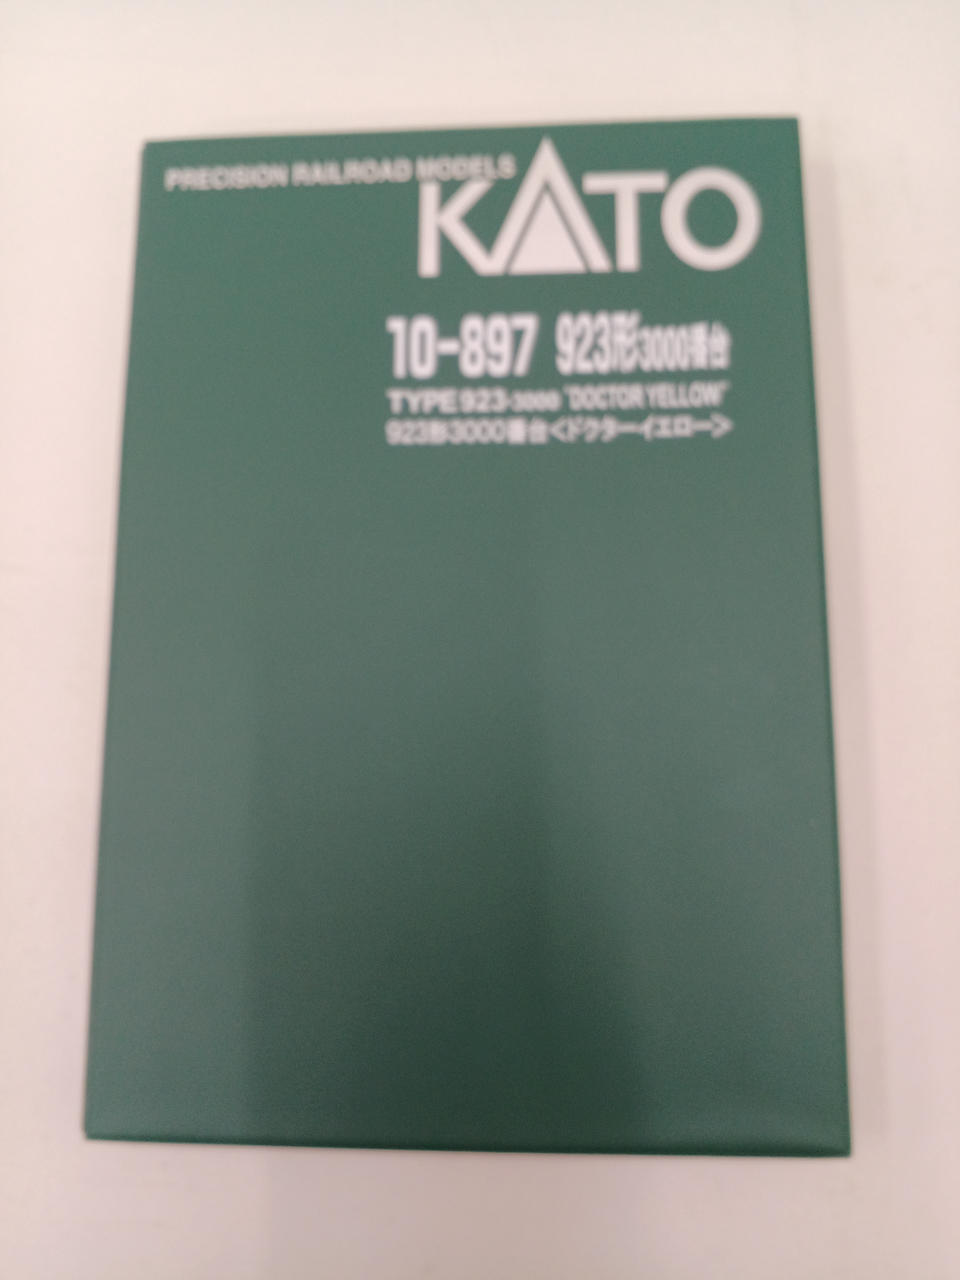 PRECISION RAILROAD MODELS
KATO
10-897 923形3000番台
TYPE 923-3000 "DOCTOR YELLOW"
923形3000番台<ドクターイエロー>